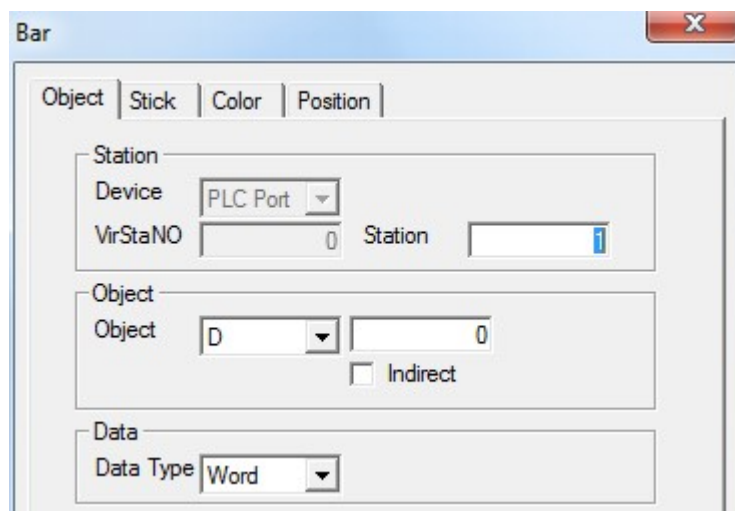 Bar
Object Stick Color Position
Station
Device PLC Port
VirStaNO 0 Station 1
Object
Object D 0
Indirect
Data
Data Type Word